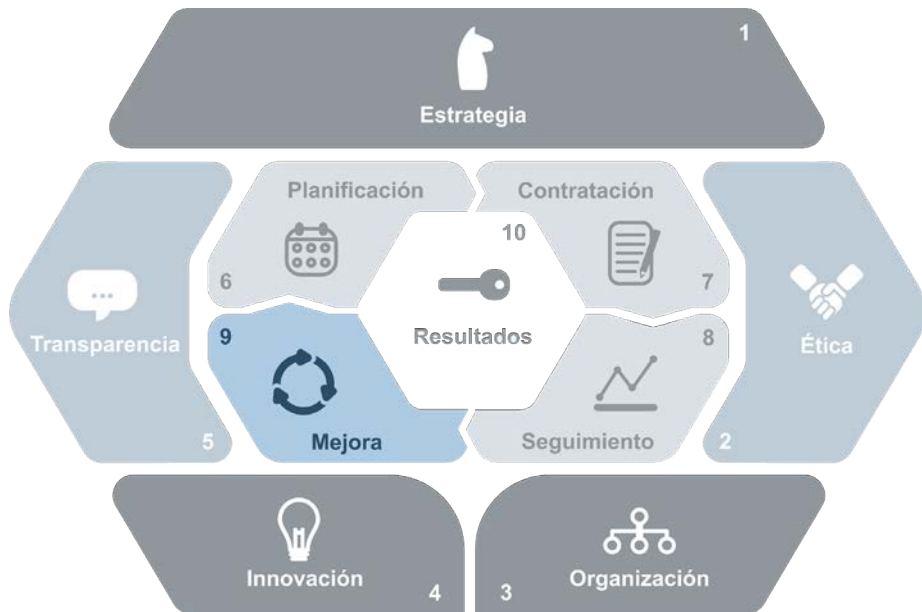 1
Estrategia
Planificación
Contratación
10
6
7
Transparencia
Resultados
9
8
Ética
Mejora
Seguimiento
5
2
Innovación
4
3
Organización